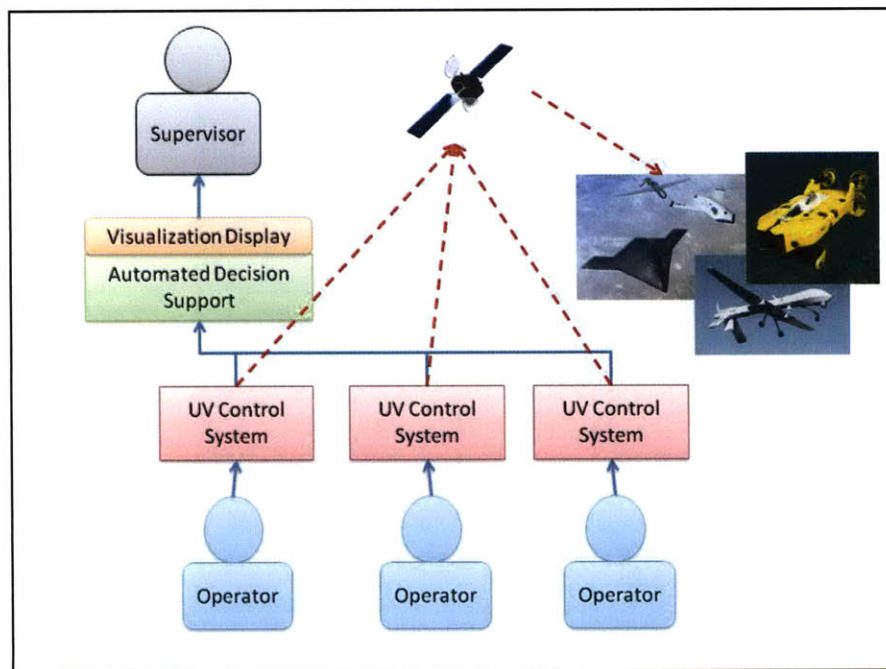 Supervisor
Visualization Display
Automated Decision
Support
UV Control
System
UV Control
System
UV Control
System
Operator
Operator
Operator